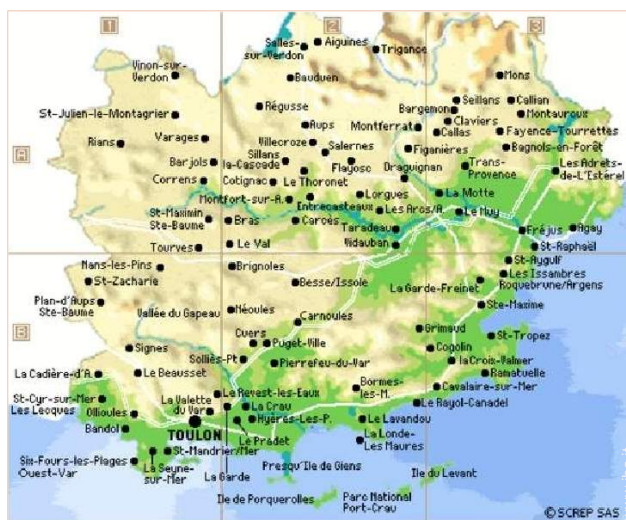 1 2 3
Salles-
sur-Verdon
Aiguines
Trigance
Vinon-sur-
Verdon
Bauduen
Mons
Régusse
Seillans
Callian
Bargemon
Montauroux
St-Julien-le-Montagrier
Claviers
Aups
Montferrat
Callas
Fayence-Tourrettes
Rians
Varages
Villecroze
Salernes
Figanières
Bagnols-en-Forêt
A
Sillans
la-Cascade
Flayosc
Draguignan
Trans-
Provence
Les Adrets-
de-L'Estérel
Barjols
Correns
Cotignac
Le Thoronet
Montfort-sur-A.
Entrecasteaux
Lorgues
La Motte
St-Maximin
Ste-Baume
Bras
Carcès
Les Arcs/A.
Le Muy
Taradeau
Fréjus
Agay
Tourves
Le Val
Vidauban
St-Raphaël
Nans-les-Pins
Brignoles
St-Aygulf
St-Zacharie
Besse/Issole
La Garde-Freinet
Les Issambres
Roquebrune/Argens
Plan-d'Aups
Ste-Baume
Vallée du Gapeau
Néoules
Carnoules
Ste-Maxime
B
Cuers
Puget-Ville
Grimaud
St-Tropez
Signes
Solliès-Pt
Pierrefeu-du-Var
Cogolin
la Croix-Valmer
La Cadière-d'A.
Le Beausset
Ramatuelle
Bormes-
les-M.
Cavalaire-sur-Mer
St-Cyr-sur-Mer
Les Lecques
La Valette
du Var
Le Revest-les-Eaux
La Crau
Le Rayol-Canadel
Ollioules
Hyères-Les-P.
Le Lavandou
Bandol
TOULON
Le Pradet
La Londe-
Les Maures
St-Mandrier/Mer
Six-Fours-les-Plages
Ouest-Var
La Seyne-
sur-Mer
La Garde
Presqu'Ile de Giens
Ile du Levant
Ile de Porquerolles
Parc National
Port-Crau
© SCREP SAS